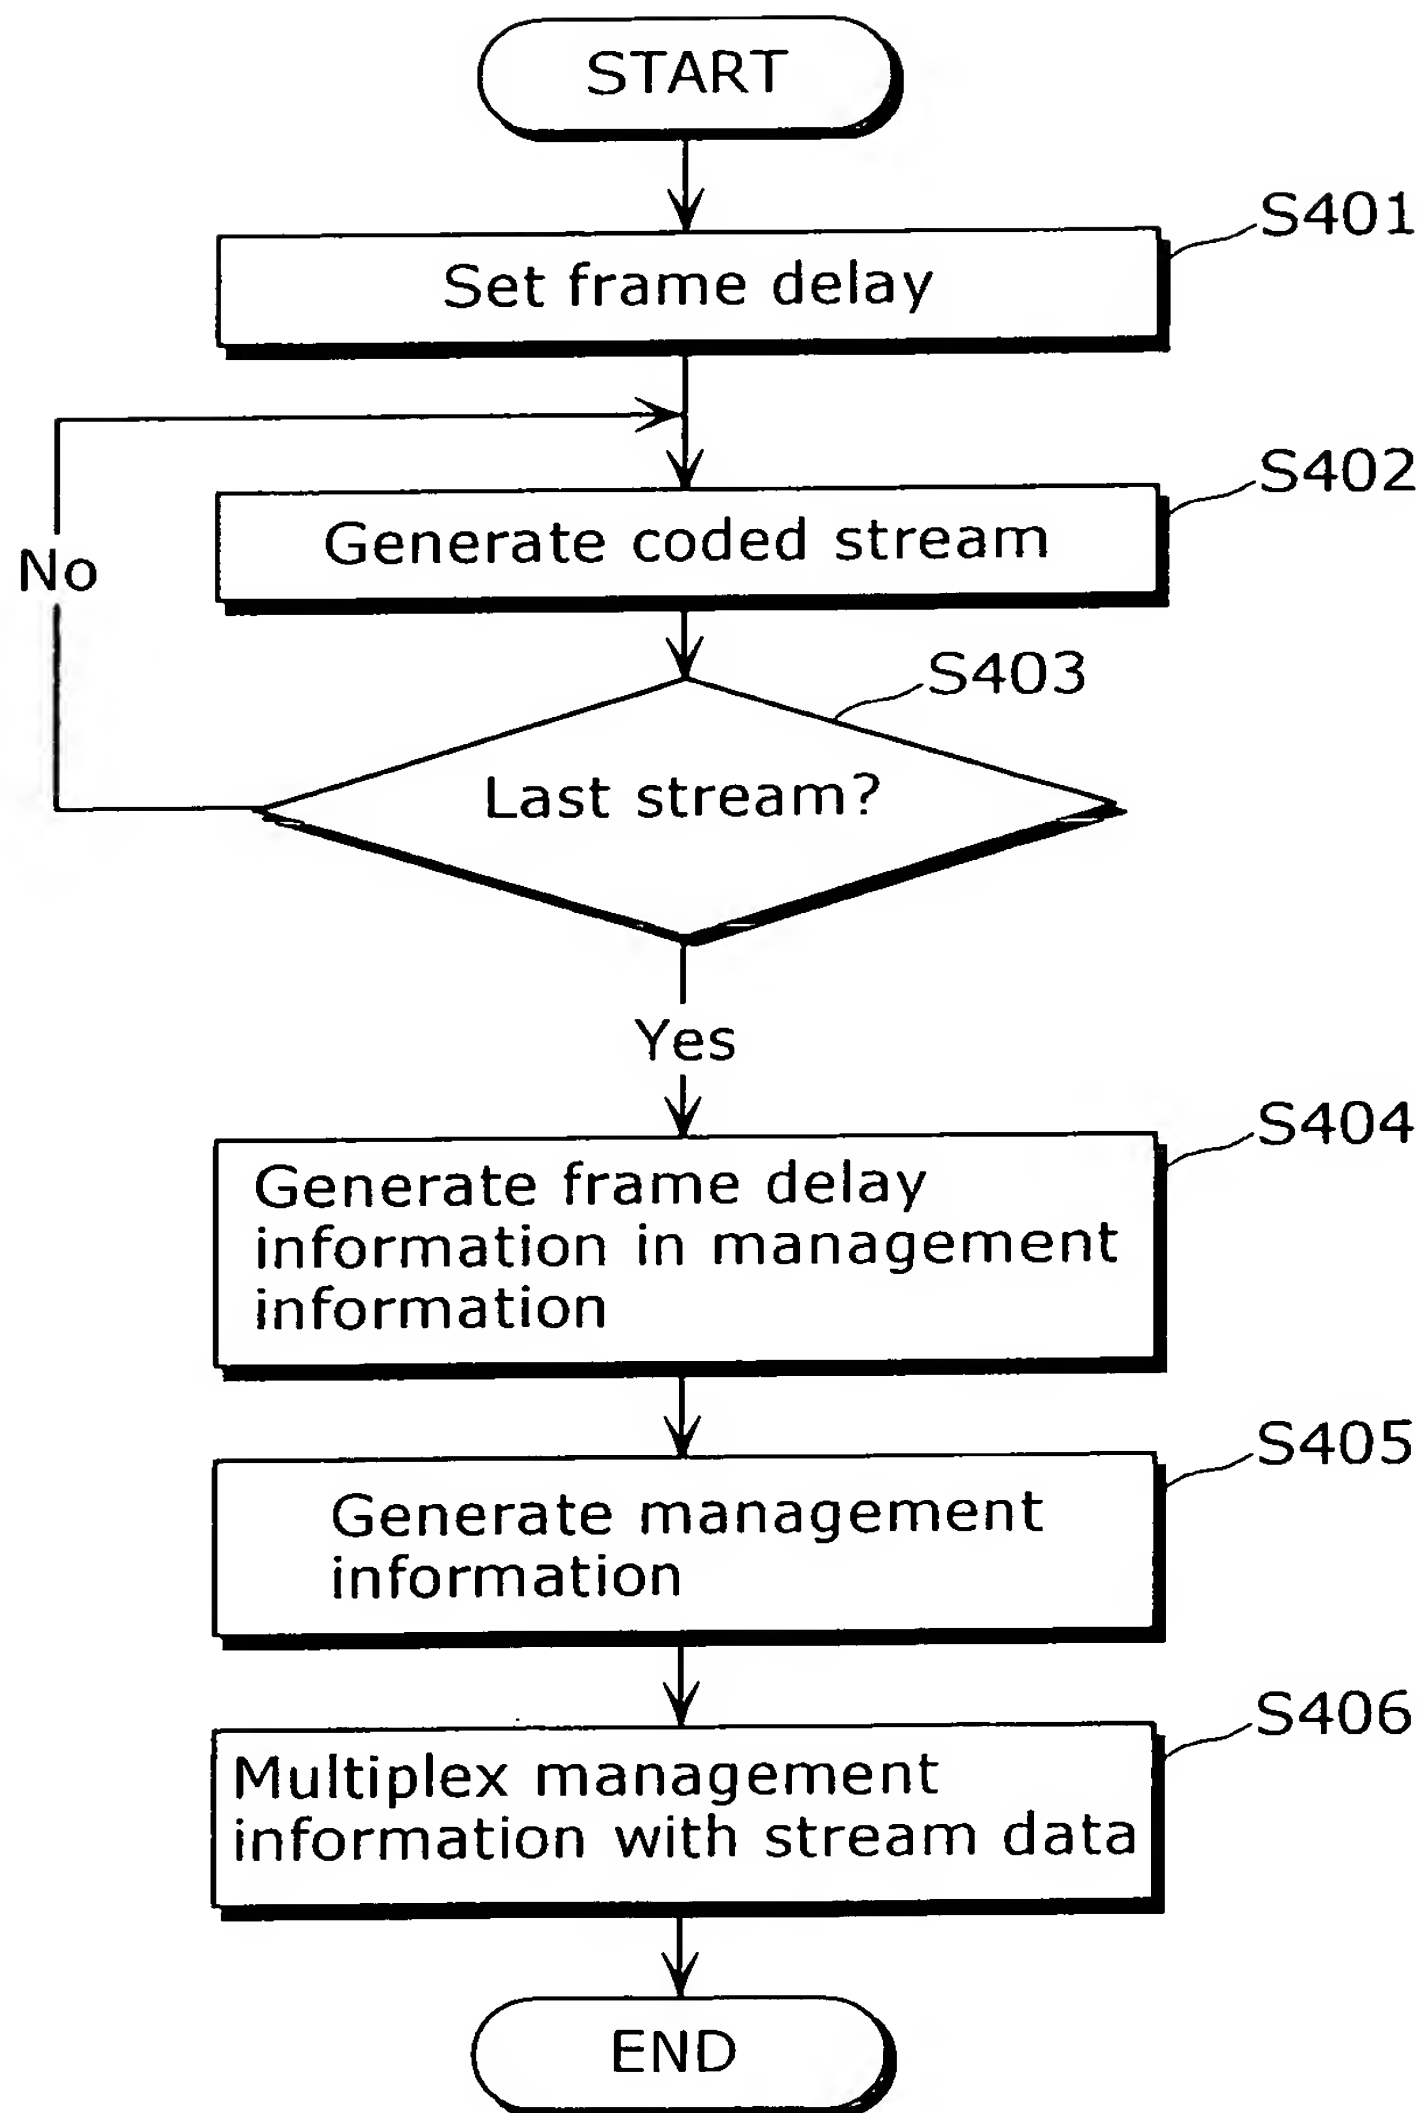 START
S401
Set frame delay
S402
Generate coded stream
No
S403
Last stream?
Yes
S404
Generate frame delay
information in management
information
S405
Generate management
information
S406
Multiplex management
information with stream data
END